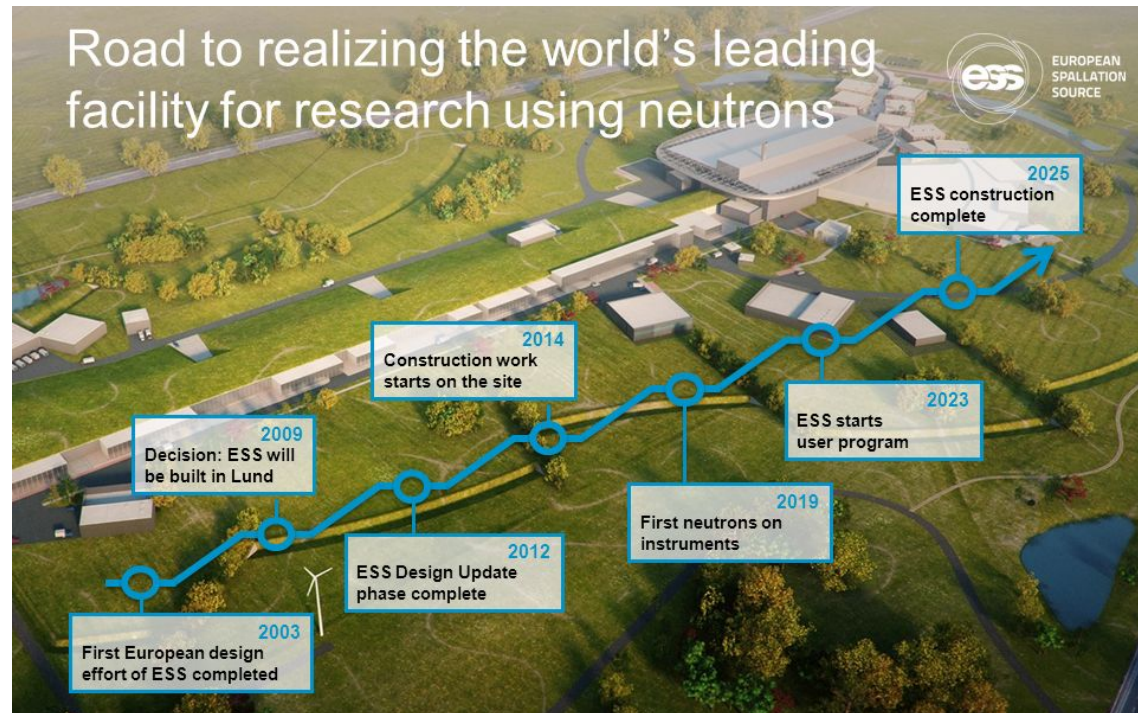 Road to realizing the world's leading
facility for research using neutrons
ess
EUROPEAN
SPALLATION
SOURCE
2025
ESS construction
complete
2014
Construction work
starts on the site
2023
ESS starts
user program
2009
Decision: ESS will
be built in Lund
2019
First neutrons on
instruments
2012
ESS Design Update
phase complete
2003
First European design
effort of ESS completed